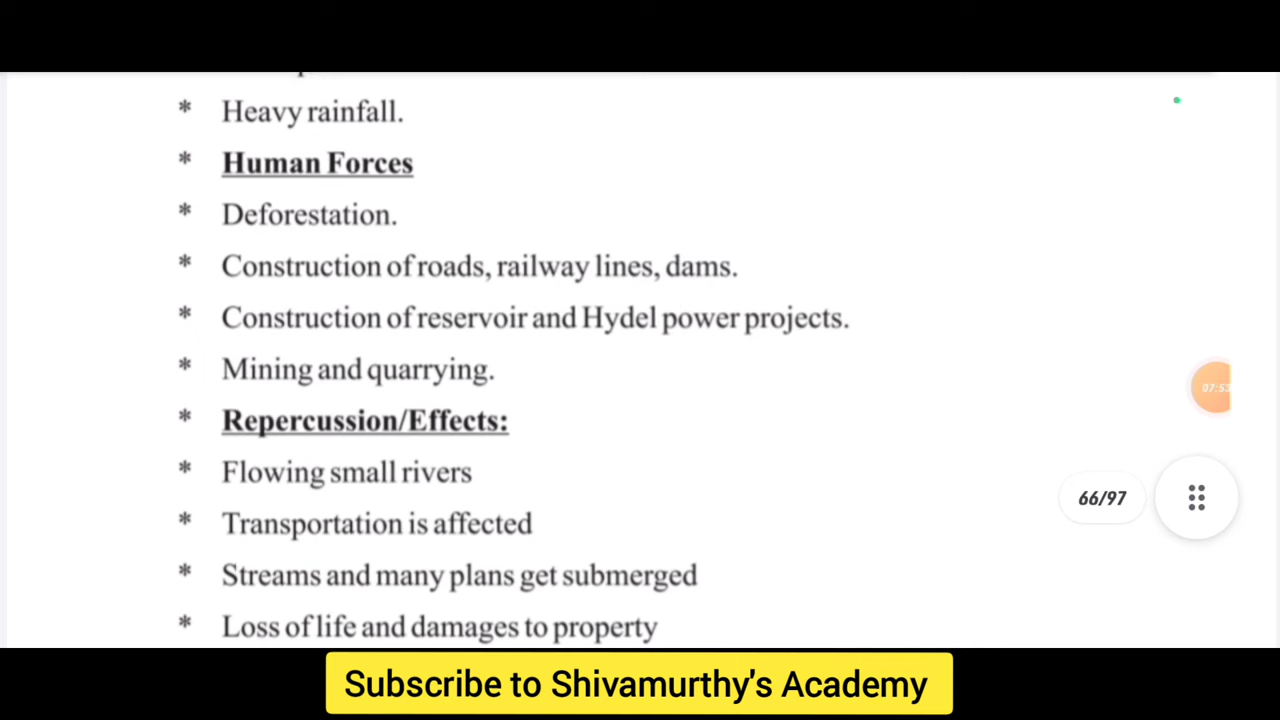 * Heavy rainfall.
* Human Forces
* Deforestation.
* Construction of roads, railway lines, dams.
* Construction of reservoir and Hydel power projects.
* Mining and quarrying.
07:53
* Repercussion/Effects:
* Flowing small rivers
66/97
* Transportation is affected
* Streams and many plans get submerged
* Loss of life and damages to property
Subscribe to Shivamurthy's Academy